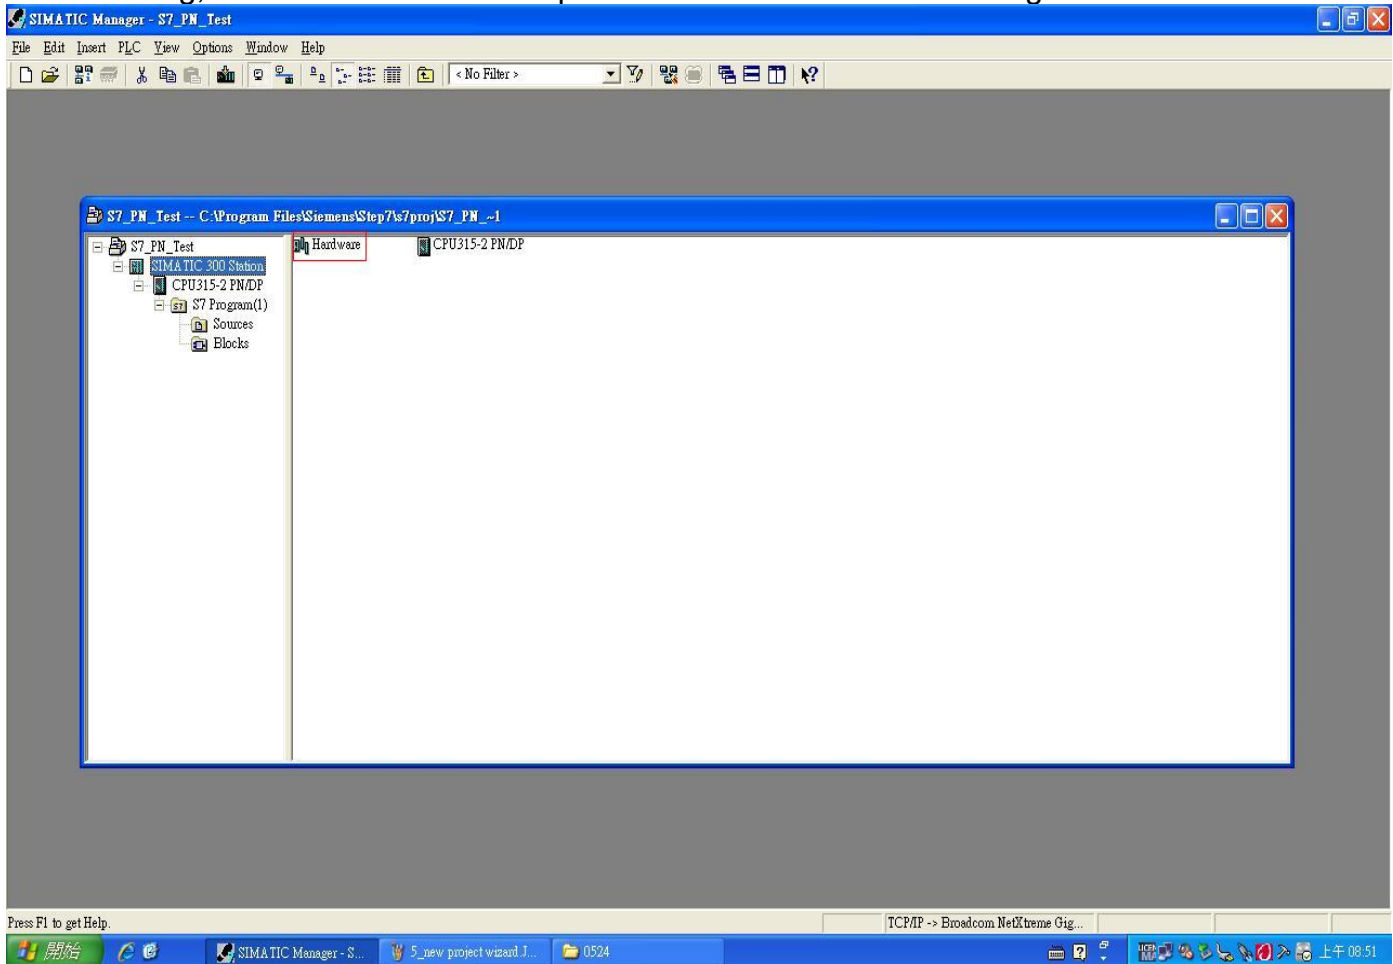 SIMATIC Manager - S7_PN_Test
File Edit Insert PLC View Options Window Help
< No Filter >
S7_PN_Test -- C:\Program Files\Siemens\Step7\s7proj\S7_PN_~1
S7_PN_Test
SIMATIC 300 Station
CPU315-2 PN/DP
S7 Program(1)
Sources
Blocks
Hardware CPU315-2 PN/DP
Press F1 to get Help. TCP/IP -> Broadcom NetXtreme Gig...
開始 SIMATIC Manager - S... 5_new project wizard.J... 0524 上午 08:51